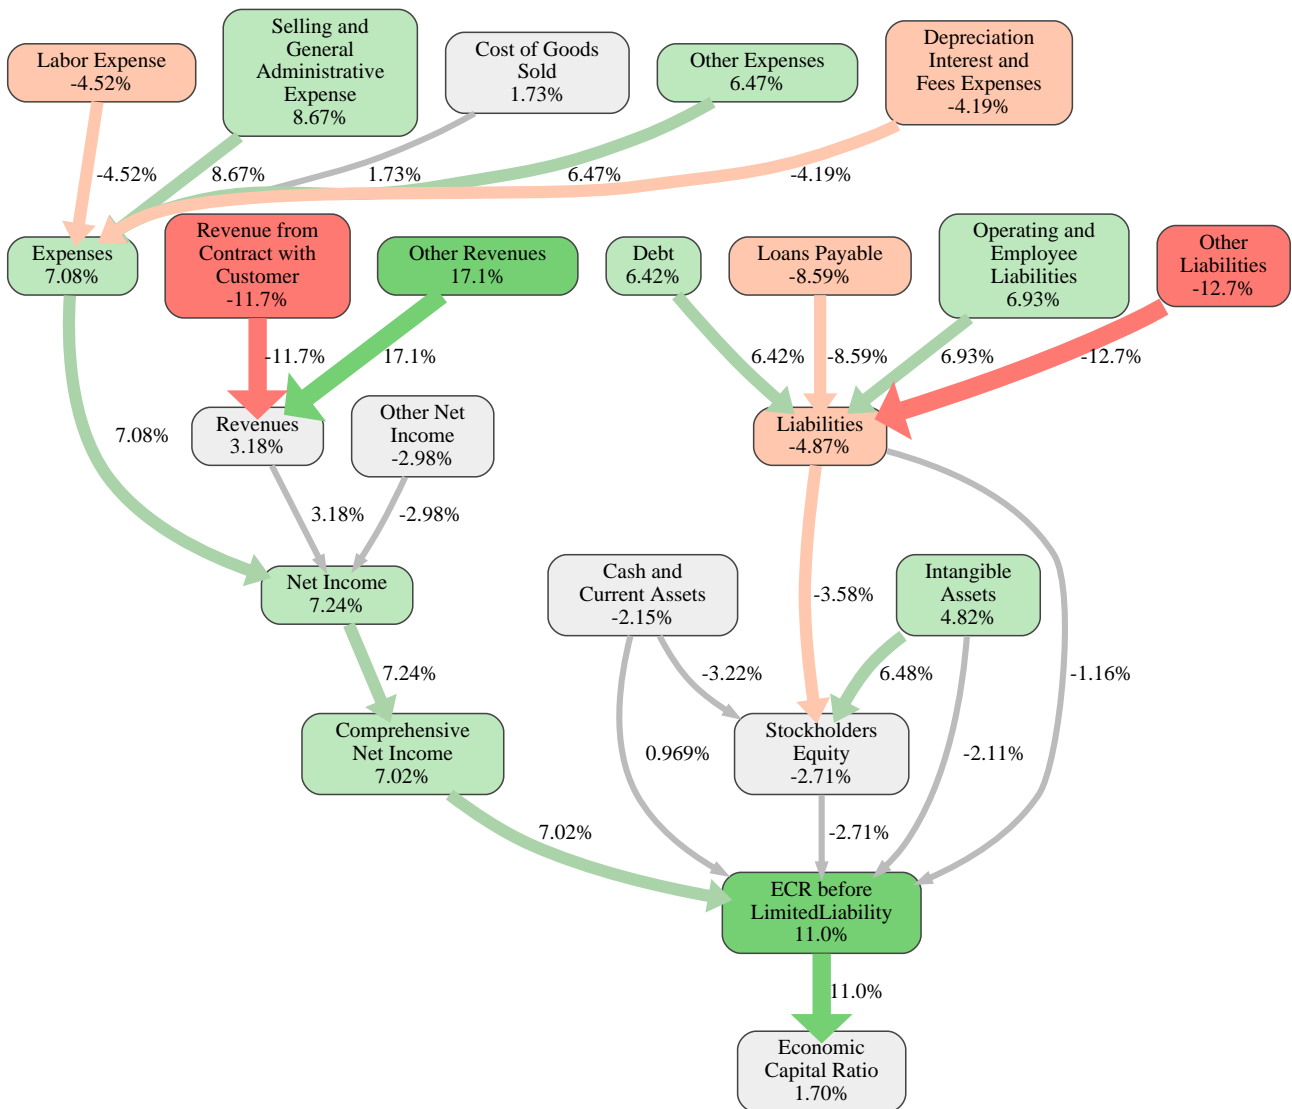 Labor Expense
-4.52%
Selling and
General
Administrative
Expense
8.67%
Cost of Goods
Sold
1.73%
Other Expenses
6.47%
Depreciation
Interest and
Fees Expenses
-4.19%
-4.52%
8.67%
1.73%
6.47%
-4.19%
Expenses
7.08%
Revenue from
Contract with
Customer
-11.7%
Other Revenues
17.1%
Debt
6.42%
Loans Payable
-8.59%
Operating and
Employee
Liabilities
6.93%
Other
Liabilities
-12.7%
-11.7%
17.1%
6.42%
-8.59%
6.93%
-12.7%
7.08%
Revenues
3.18%
Other Net
Income
-2.98%
Liabilities
-4.87%
3.18%
-2.98%
Net Income
7.24%
Cash and
Current Assets
-2.15%
-3.58%
Intangible
Assets
4.82%
7.24%
-3.22%
6.48%
-1.16%
Comprehensive
Net Income
7.02%
0.969%
Stockholders
Equity
-2.71%
-2.11%
7.02%
-2.71%
ECR before
LimitedLiability
11.0%
11.0%
Economic
Capital Ratio
1.70%